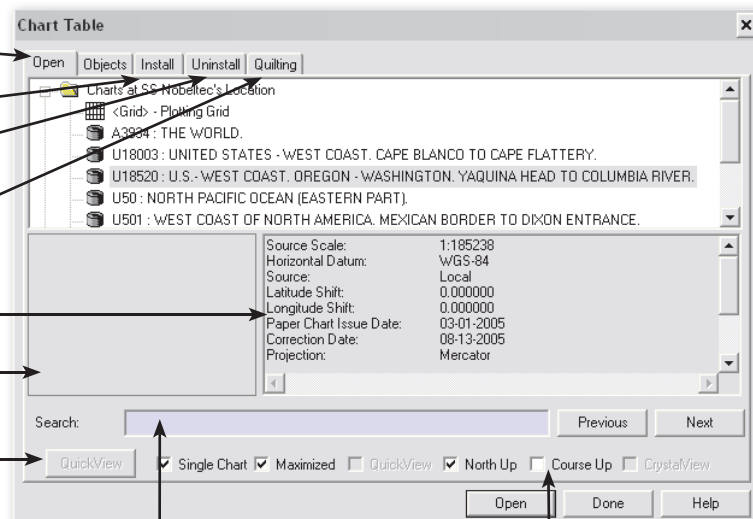 Chart Table
Open Objects Install Uninstall Quilting
Charts at SS Nobeltec's Location
<Grid> - Plotting Grid
A3934 : THE WORLD.
U18003 : UNITED STATES - WEST COAST. CAPE BLANCO TO CAPE FLATTERY.
U18520 : U.S.- WEST COAST. OREGON - WASHINGTON. YAQUINA HEAD TO COLUMBIA RIVER.
U50 : NORTH PACIFIC OCEAN (EASTERN PART).
U501 : WEST COAST OF NORTH AMERICA. MEXICAN BORDER TO DIXON ENTRANCE.
Source Scale: 1:185238
Horizontal Datum: WGS-84
Source: Local
Latitude Shift: 0.000000
Longitude Shift: 0.000000
Paper Chart Issue Date: 03-01-2005
Correction Date: 08-13-2005
Projection: Mercator
Search: Previous Next
QuickView Single Chart Maximized QuickView North Up Course Up CrystalView
Open Done Help